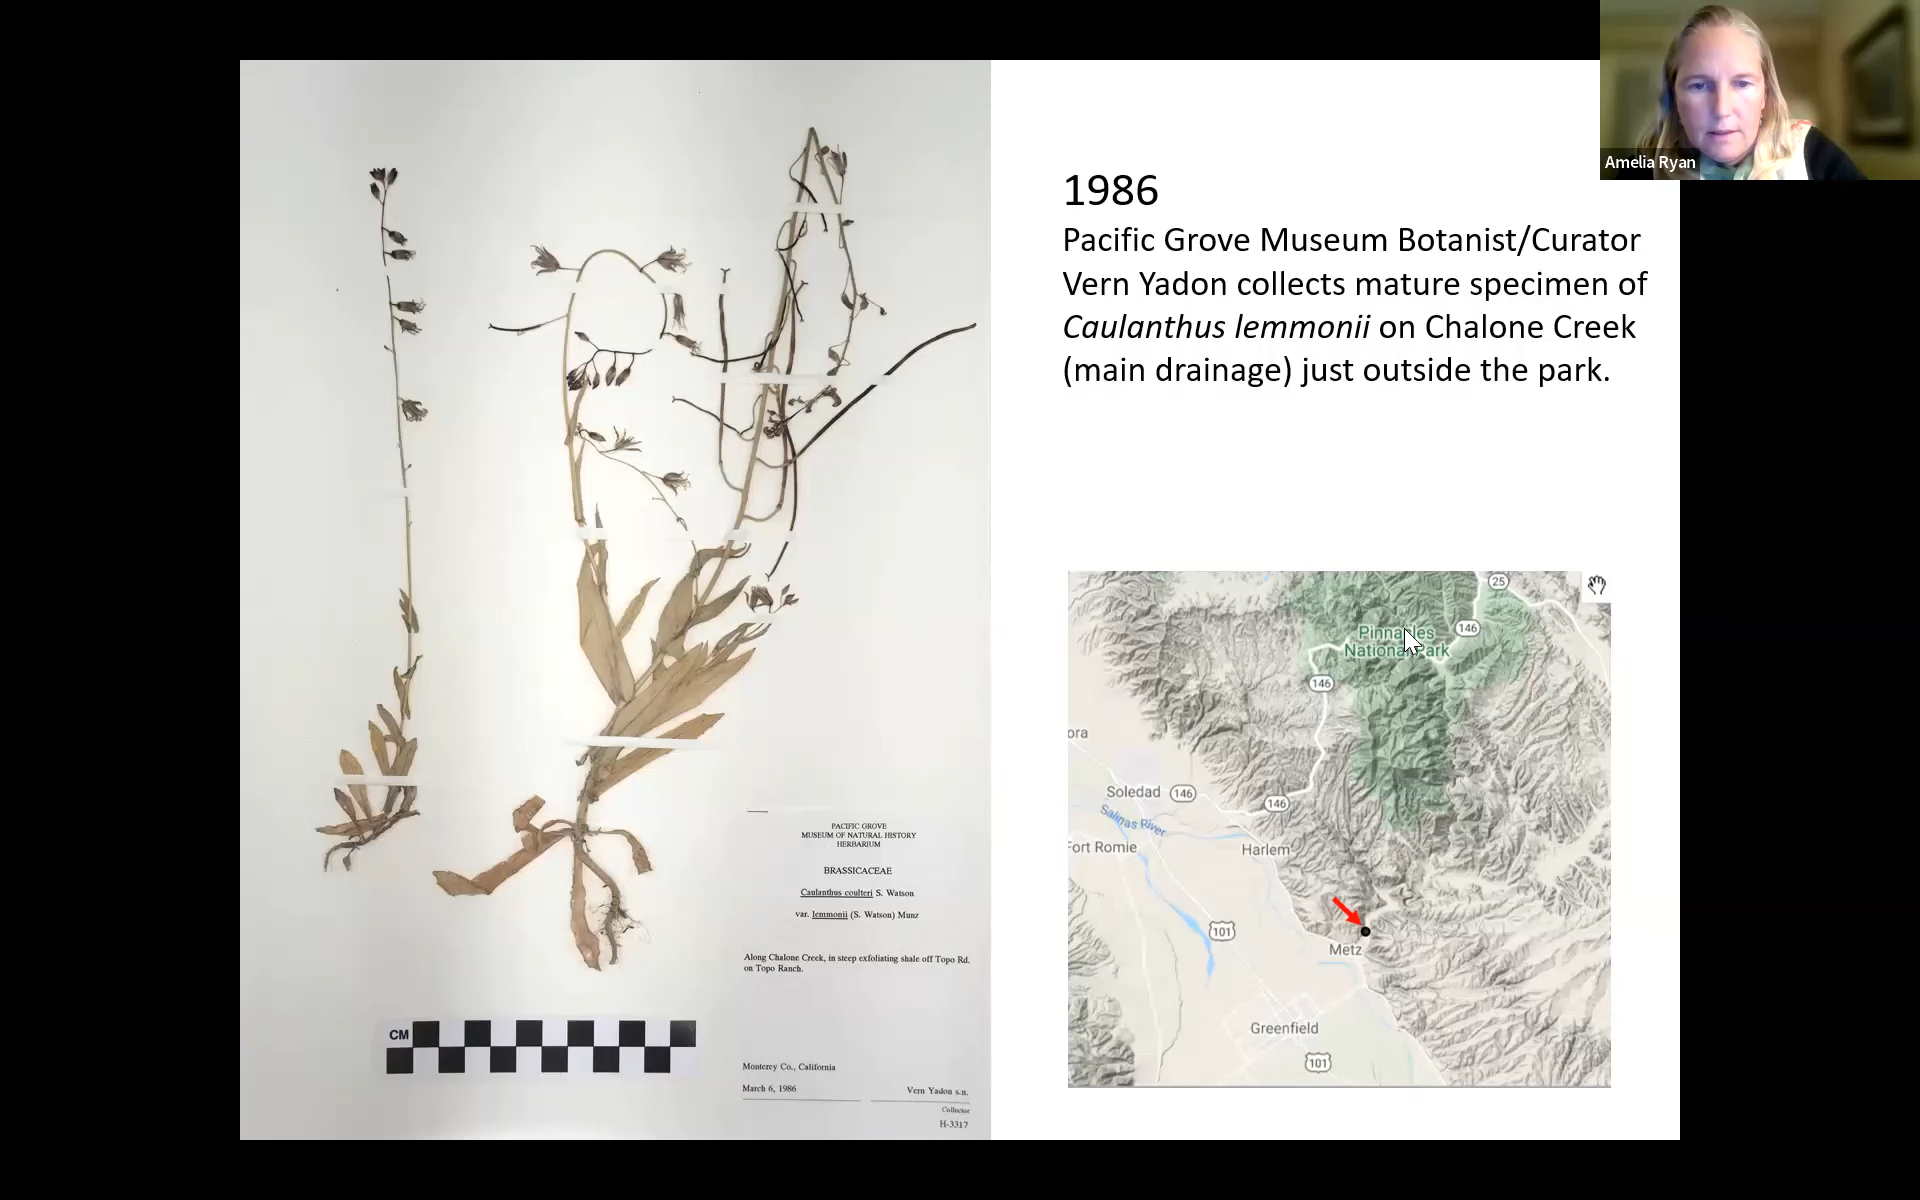 Amelia Ryan
1986
Pacific Grove Museum Botanist/Curator
Vern Yadon collects mature specimen of
Caulanthus lemmonii on Chalone Creek
(main drainage) just outside the park.
PACIFIC GROVE
MUSEUM OF NATURAL HISTORY
HERBARIUM
BRASSICACEAE
Caulanthus coulteri S. Watson
var. lemmonii (S. Watson) Munz
Along Chalone Creek, in steep exfoliating shale off Topo Rd.
on Topo Ranch.
CM
Monterey Co., California
March 6, 1986
Vern Yadon s.n.
Collector
H-3317
25
Pinnacles
National Park
146
146
ora
Soledad
146
146
Salinas River
Fort Romie
Harlem
101
Metz
Greenfield
101